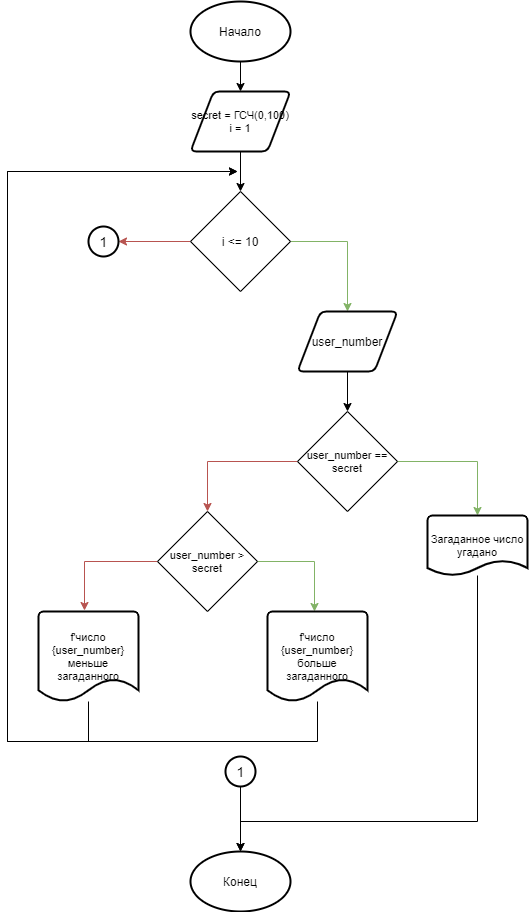 Начало
secret = ГСЧ(0,100)
i = 1
i <= 10
1
user_number
user_number ==
secret
Загаданное число
угадано
user_number >
secret
f'число
{user_number}
меньше
загаданного
f'число
{user_number}
больше
загаданного
1
Конец